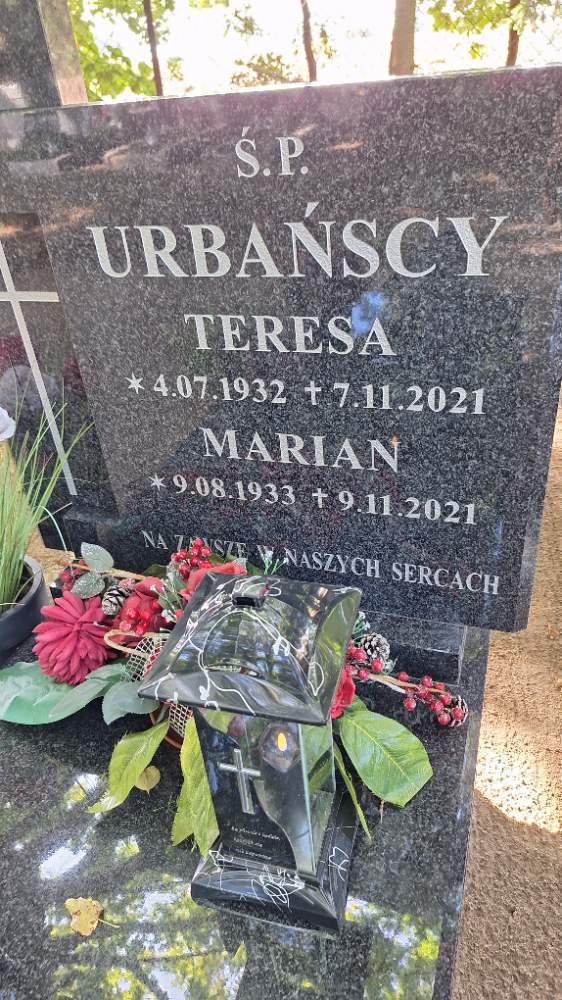 Ś.P.
URBAŃSCY
TERESA
✶ 4.07.1932 ✝ 7.11.2021
MARIAN
✶ 9.08.1933 ✝ 9.11.2021
NA ZAWSZE W NASZYCH SERCACH